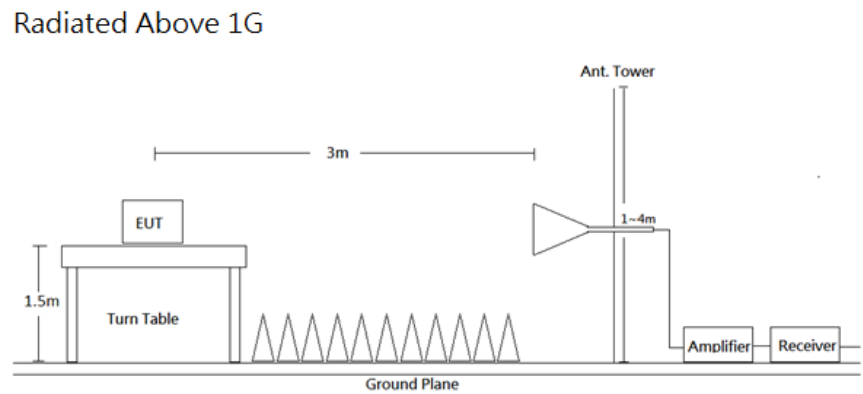 Radiated Above 1G
Ant. Tower
3m
1~4m
EUT
1.5m
Turn Table
Amplifier
Receiver
Ground Plane